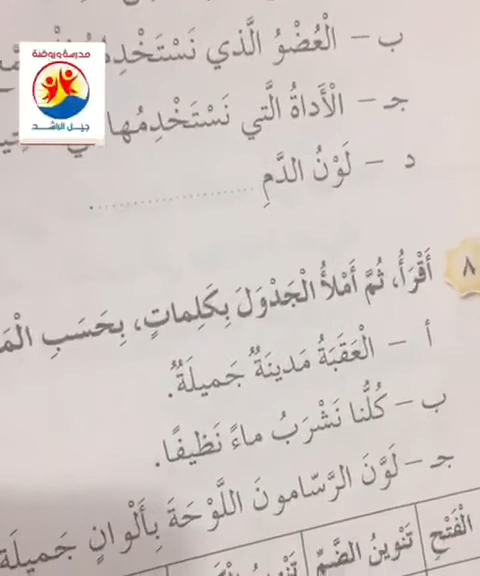 مدرسة وروضة
جيل الراشد
ب – الْعُضْوُ الَّذي
جـ – الْأَداةُ الَّتي نَسْتَخْدِمُها
د – لَوْنُ الدَّمِ ....................
٨ أَقْرَأُ، ثُمَّ أَمْلَأُ الْجَدْوَلَ بِكَلِماتٍ، بِحَسَبِ
أ – الْعَقَبَةُ مَدينَةٌ جَميلَةٌ.
ب – كُلُّنا نَشْرَبُ ماءً نَظيفًا.
جـ – لَوَّنَ الرَّسّامونَ اللَّوْحَةَ بِأَلْوانٍ جَميلَةٍ
الْفَتْحِ تَنْوينُ الضَّمِّ